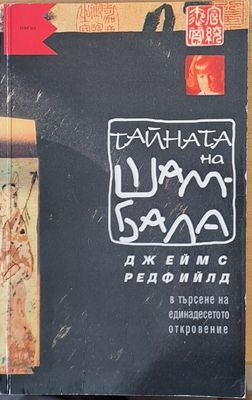 ТАЙНАТА
на
ШАМ-
БАЛА
ДЖЕЙМС
РЕДФИЙЛД
в търсене на
единадесетото
откровение